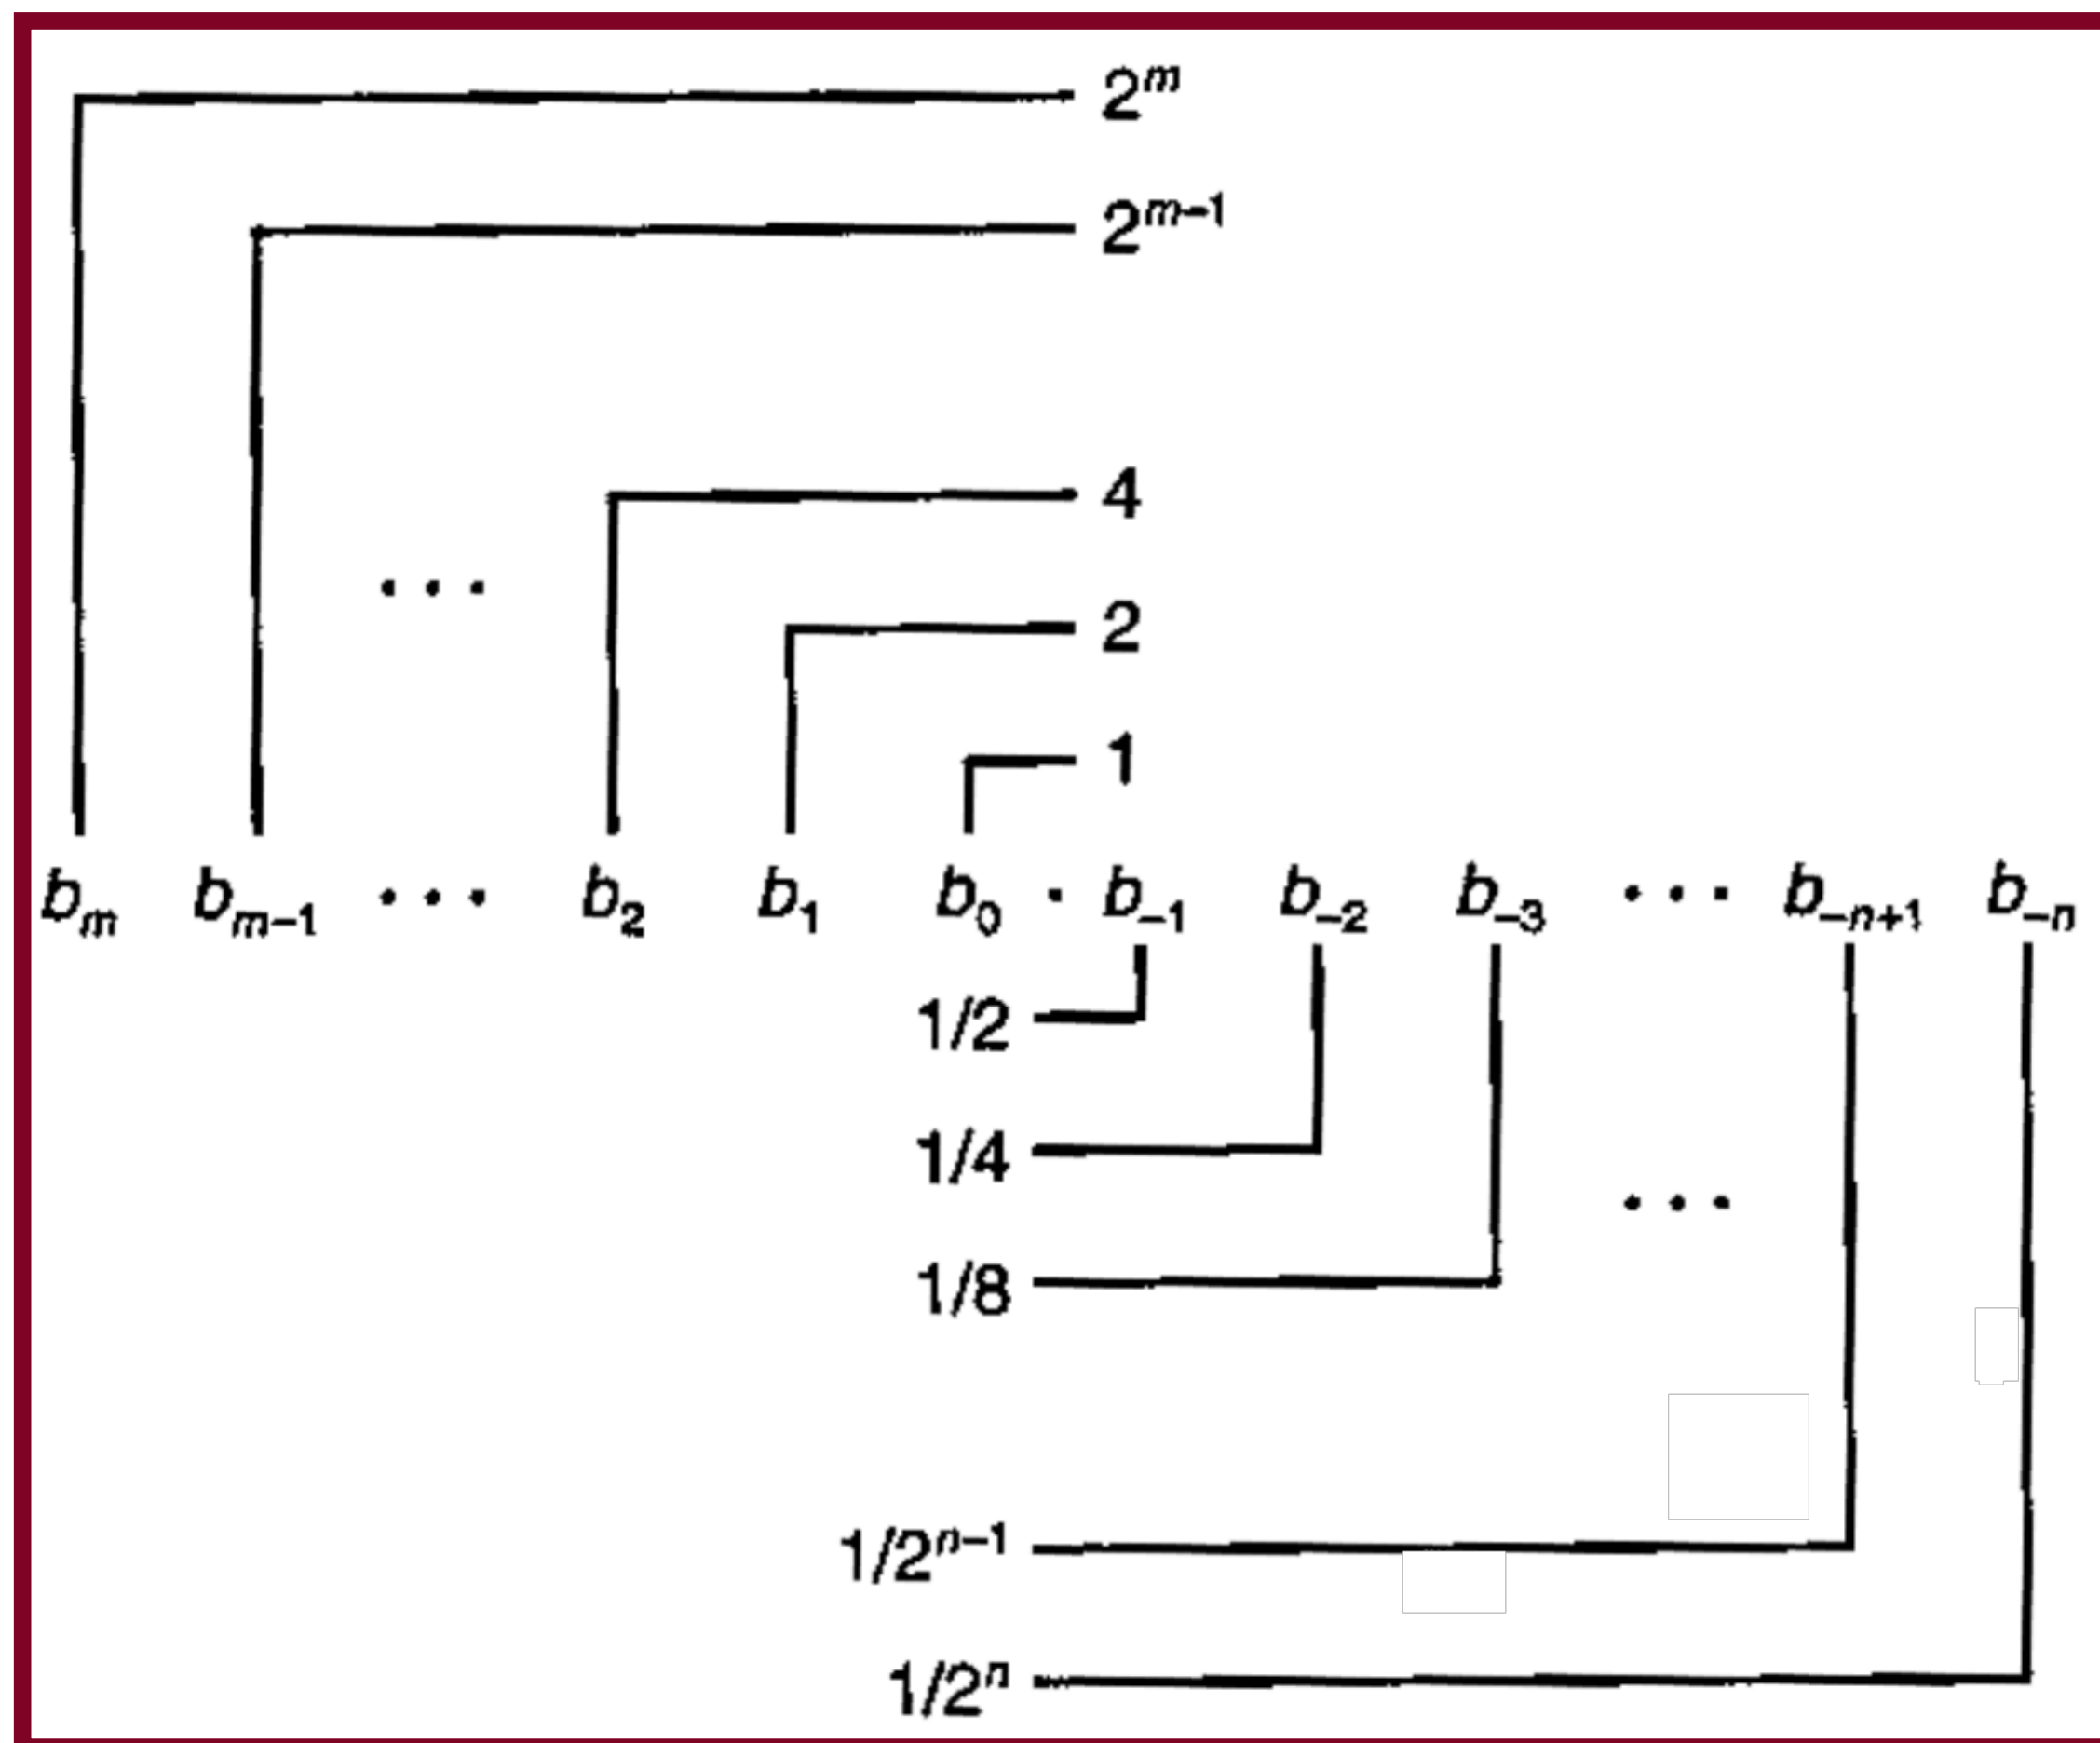 2^m
2^{m-1}
4
...
2
1
b_m b_{m-1} ... b_2 b_1 b_0 . b_{-1} b_{-2} b_{-3} ... b_{-n+1} b_{-n}
1/2
1/4
...
1/8
1/2^{n-1}
1/2^n